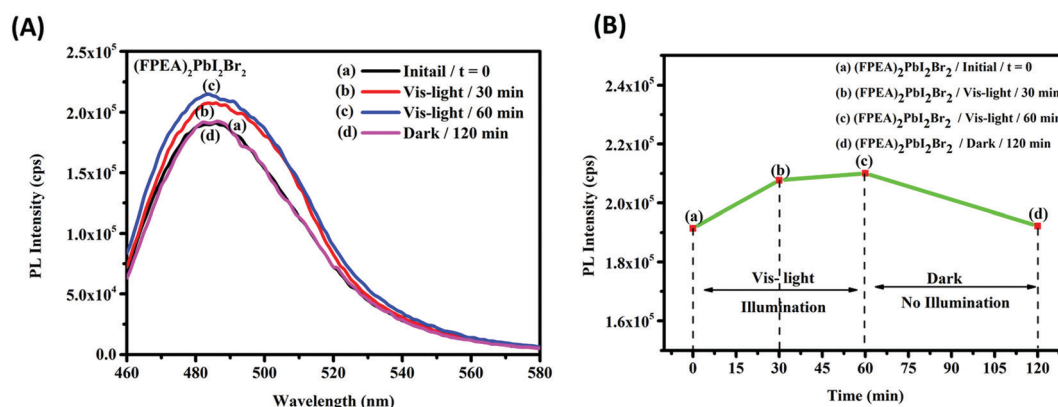 (A)
(FPEA)₂PbI₂Br₂
(a) Initail / t = 0
(b) Vis-light / 30 min
(c) Vis-light / 60 min
(d) Dark / 120 min
(c)
(b)
(a)
(d)
PL Intensity (cps)
2.5x10⁵
2.0x10⁵
1.5x10⁵
1.0x10⁵
5.0x10⁴
0.0
460 480 500 520 540 560 580
Wavelength (nm)
(B)
(a) (FPEA)₂PbI₂Br₂ / Initial / t = 0
(b) (FPEA)₂PbI₂Br₂ / Vis-light / 30 min
(c) (FPEA)₂PbI₂Br₂ / Vis-light / 60 min
(d) (FPEA)₂PbI₂Br₂ / Dark / 120 min
(a)
(b)
(c)
(d)
Vis- light
Illumination
Dark
No Illumination
PL Intensity (cps)
2.4x10⁵
2.2x10⁵
2.0x10⁵
1.8x10⁵
1.6x10⁵
0 15 30 45 60 75 90 105 120
Time (min)